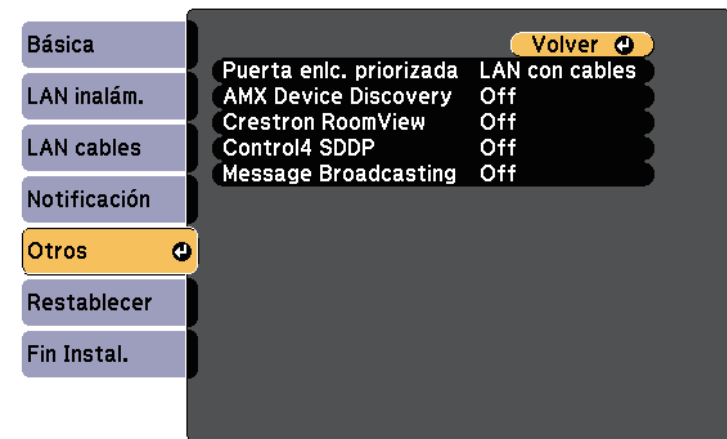 Básica
LAN inalám.
LAN cables
Notificación
Otros
Restablecer
Fin Instal.
Volver
Puerta enlc. priorizada LAN con cables
AMX Device Discovery Off
Crestron RoomView Off
Control4 SDDP Off
Message Broadcasting Off